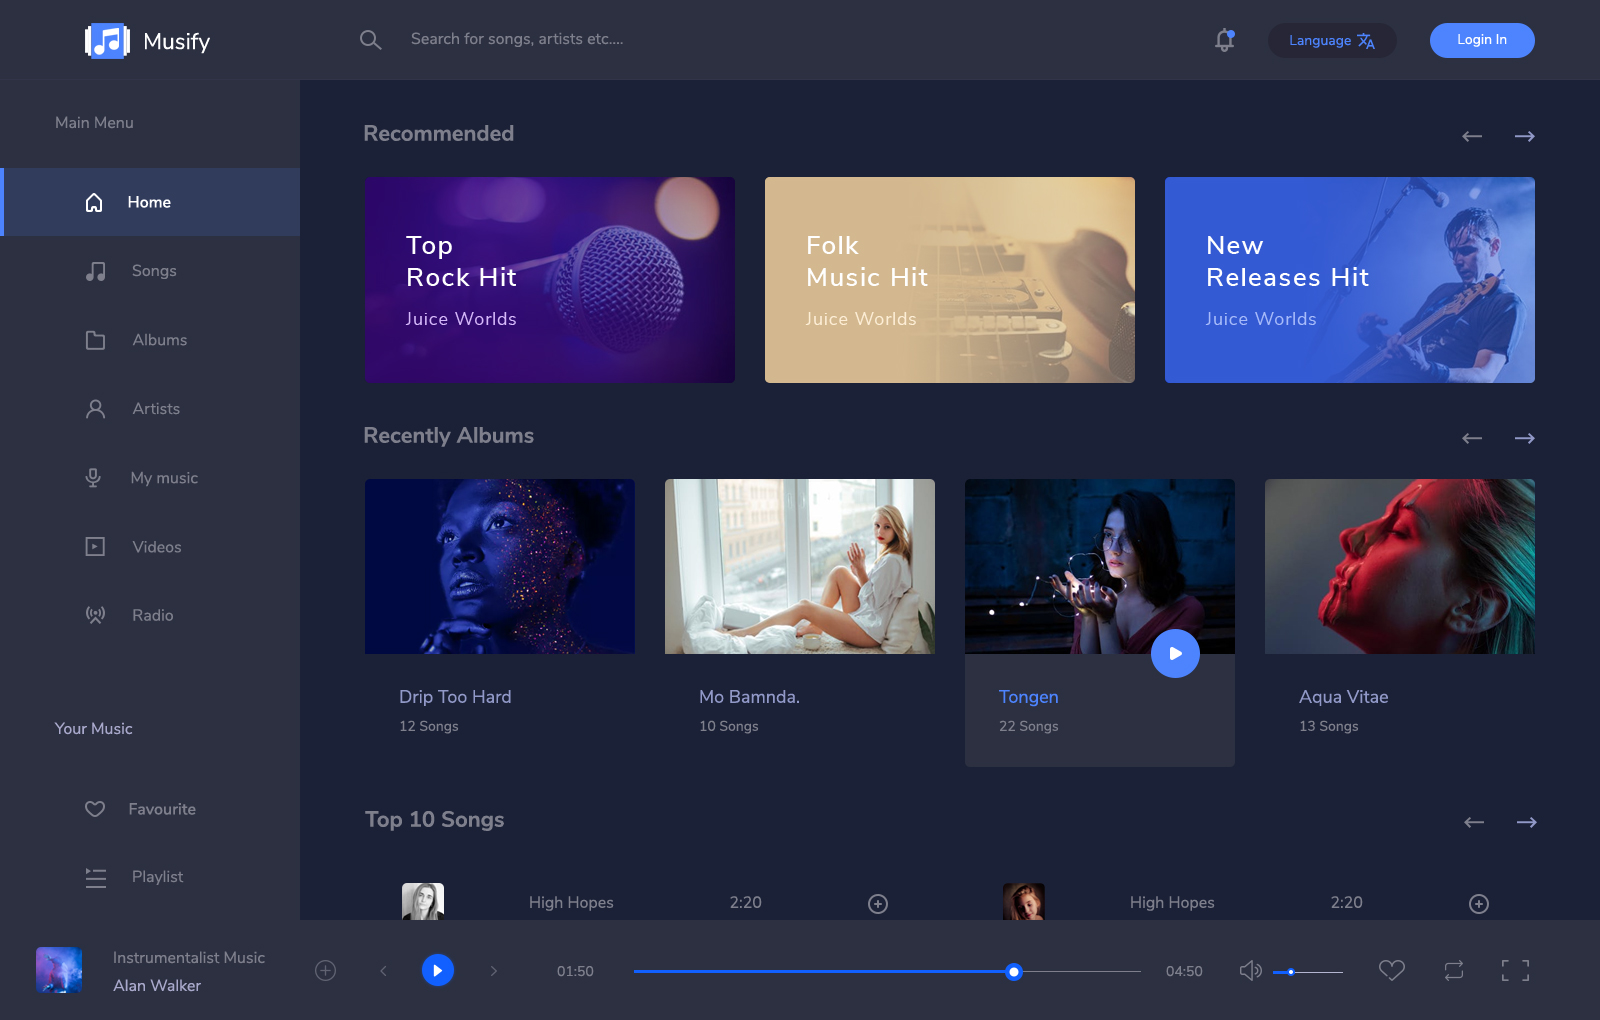 Musify
Search for songs, artists etc....
Language
Login In
Main Menu
Home
Songs
Albums
Artists
My music
Videos
Radio
Your Music
Favourite
Playlist
Recommended
Top
Rock Hit
Juice Worlds
Folk
Music Hit
Juice Worlds
New
Releases Hit
Juice Worlds
Recently Albums
Drip Too Hard
12 Songs
Mo Bamnda.
10 Songs
Tongen
22 Songs
Aqua Vitae
13 Songs
Top 10 Songs
High Hopes 2:20
High Hopes 2:20
Instrumentalist Music
Alan Walker
01:50
04:50